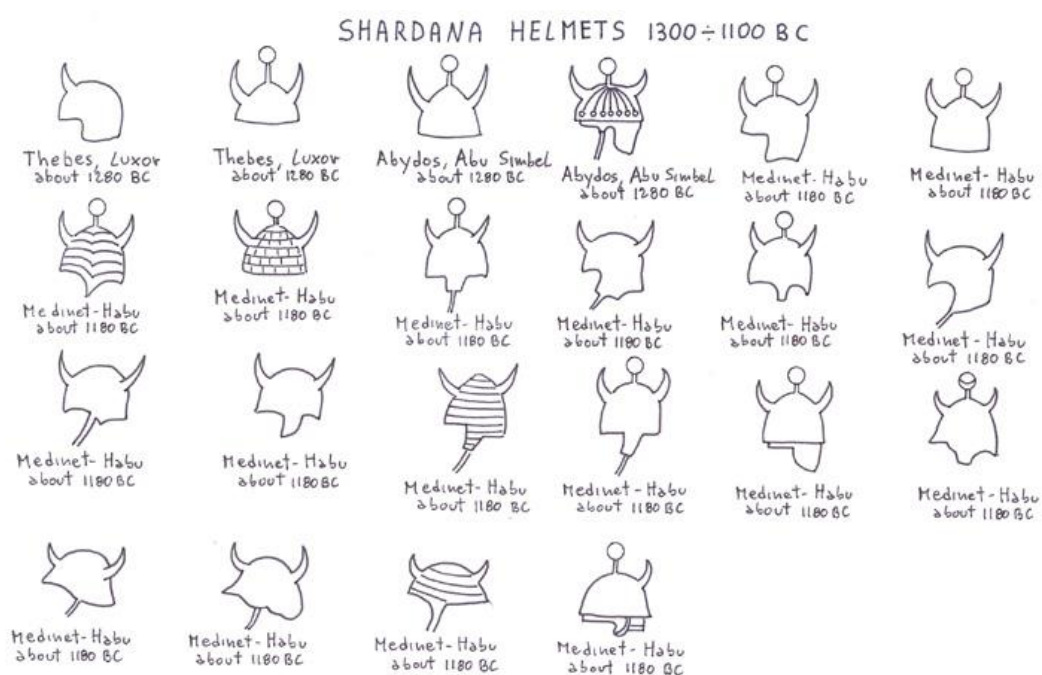 SHARDANA HELMETS 1300÷1100 BC
Thebes, Luxor
about 1280 BC
Thebes, Luxor
about 1280 BC
Abydos, Abu Simbel
about 1280 BC
Abydos, Abu Simbel
about 1280 BC
Medinet-Habu
about 1180 BC
Medinet-Habu
about 1180 BC
Medinet-Habu
about 1180 BC
Medinet-Habu
about 1180 BC
Medinet-Habu
about 1180 BC
Medinet-Habu
about 1180 BC
Medinet-Habu
about 1180 BC
Medinet-Habu
about 1180 BC
Medinet-Habu
about 1180 BC
Medinet-Habu
about 1180 BC
Medinet-Habu
about 1180 BC
Medinet-Habu
about 1180 BC
Medinet-Habu
about 1180 BC
Medinet-Habu
about 1180 BC
Medinet-Habu
about 1180 BC
Medinet-Habu
about 1180 BC
Medinet-Habu
about 1180 BC
Medinet-Habu
about 1180 BC